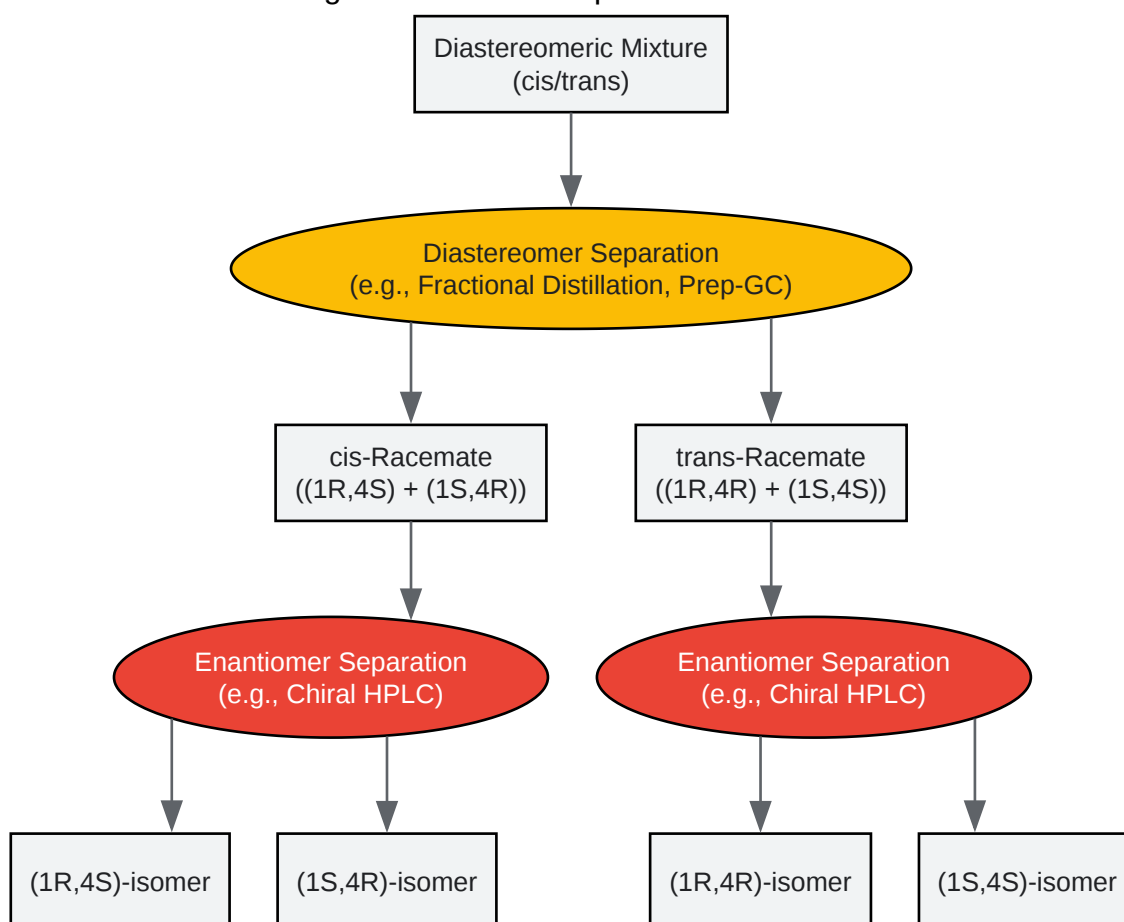 Diastereomeric Mixture
(cis/trans)
Diastereomer Separation
(e.g., Fractional Distillation, Prep-GC)
cis-Racemate
((1R,4S) + (1S,4R))
trans-Racemate
((1R,4R) + (1S,4S))
Enantiomer Separation
(e.g., Chiral HPLC)
Enantiomer Separation
(e.g., Chiral HPLC)
(1R,4S)-isomer
(1S,4R)-isomer
(1R,4R)-isomer
(1S,4S)-isomer